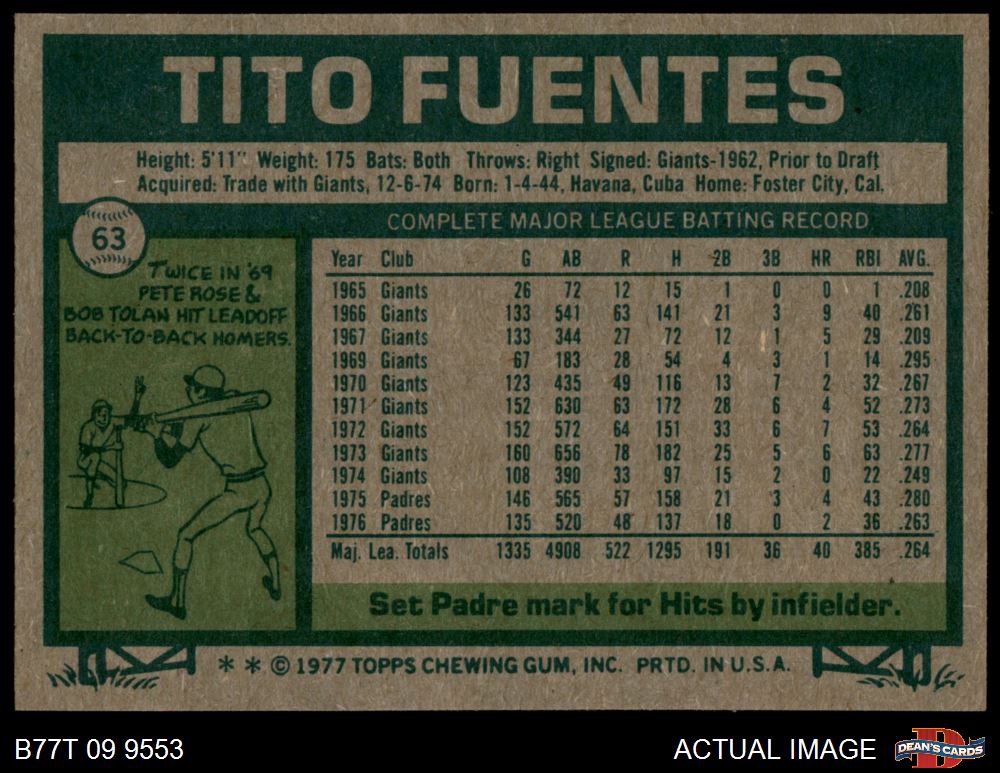 TITO FUENTES
Height: 5'11" Weight: 175 Bats: Both Throws: Right Signed: Giants-1962, Prior to Draft
Acquired: Trade with Giants, 12-6-74 Born: 1-4-44, Havana, Cuba Home: Foster City, Cal.
63
TWICE IN '69
PETE ROSE &
BOB TOLAN HIT LEADOFF
BACK-TO-BACK HOMERS.
COMPLETE MAJOR LEAGUE BATTING RECORD
Year Club G AB R H 2B 3B HR RBI AVG.
1965 Giants 26 72 12 15 1 0 0 1 .208
1966 Giants 133 541 63 141 21 3 9 40 .261
1967 Giants 133 344 27 72 12 1 5 29 .209
1969 Giants 67 183 28 54 4 3 1 14 .295
1970 Giants 123 435 49 116 13 7 2 32 .267
1971 Giants 152 630 63 172 28 6 4 52 .273
1972 Giants 152 572 64 151 33 6 7 53 .264
1973 Giants 160 656 78 182 25 5 6 63 .277
1974 Giants 108 390 33 97 15 2 0 22 .249
1975 Padres 146 565 57 158 21 3 4 43 .280
1976 Padres 135 520 48 137 18 0 2 36 .263
Maj. Lea. Totals 1335 4908 522 1295 191 36 40 385 .264
Set Padre mark for Hits by infielder.
* * © 1977 TOPPS CHEWING GUM, INC. PRTD. IN U.S.A.
B77T 09 9553
ACTUAL IMAGE
D
DEAN'S CARDS